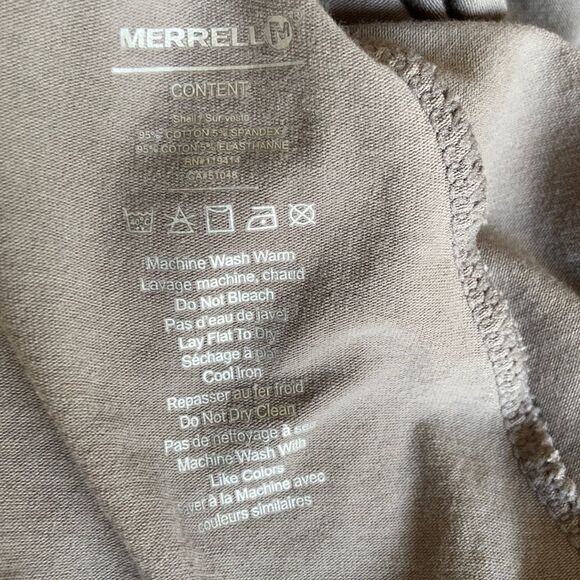 MERRELL M
CONTENT
Shell / Sur veste
95% COTTON 5% SPANDEX
95% COTON 5% ELASTHANNE
RN#119414
CA#51048
Machine Wash Warm
Lavage machine, chaud
Do Not Bleach
Pas d'eau de javel
Lay Flat To Dry
Séchage à plat
Cool Iron
Repasser au fer froid
Do Not Dry Clean
Pas de nettoyage à sec
Machine Wash With
Like Colors
à la Machine avec
couleurs similaires